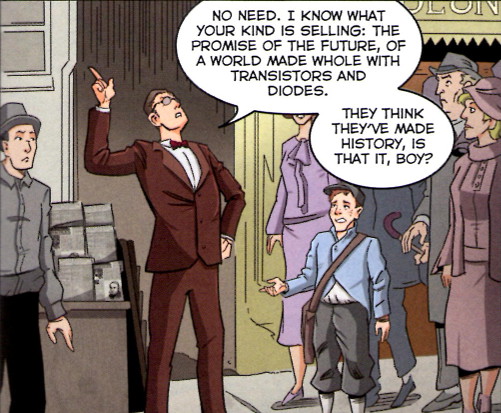 NO NEED. I KNOW WHAT
YOUR KIND IS SELLING: THE
PROMISE OF THE FUTURE, OF
A WORLD MADE WHOLE WITH
TRANSISTORS AND
DIODES.
THEY THINK
THEY'VE MADE
HISTORY, IS
THAT IT, BOY?